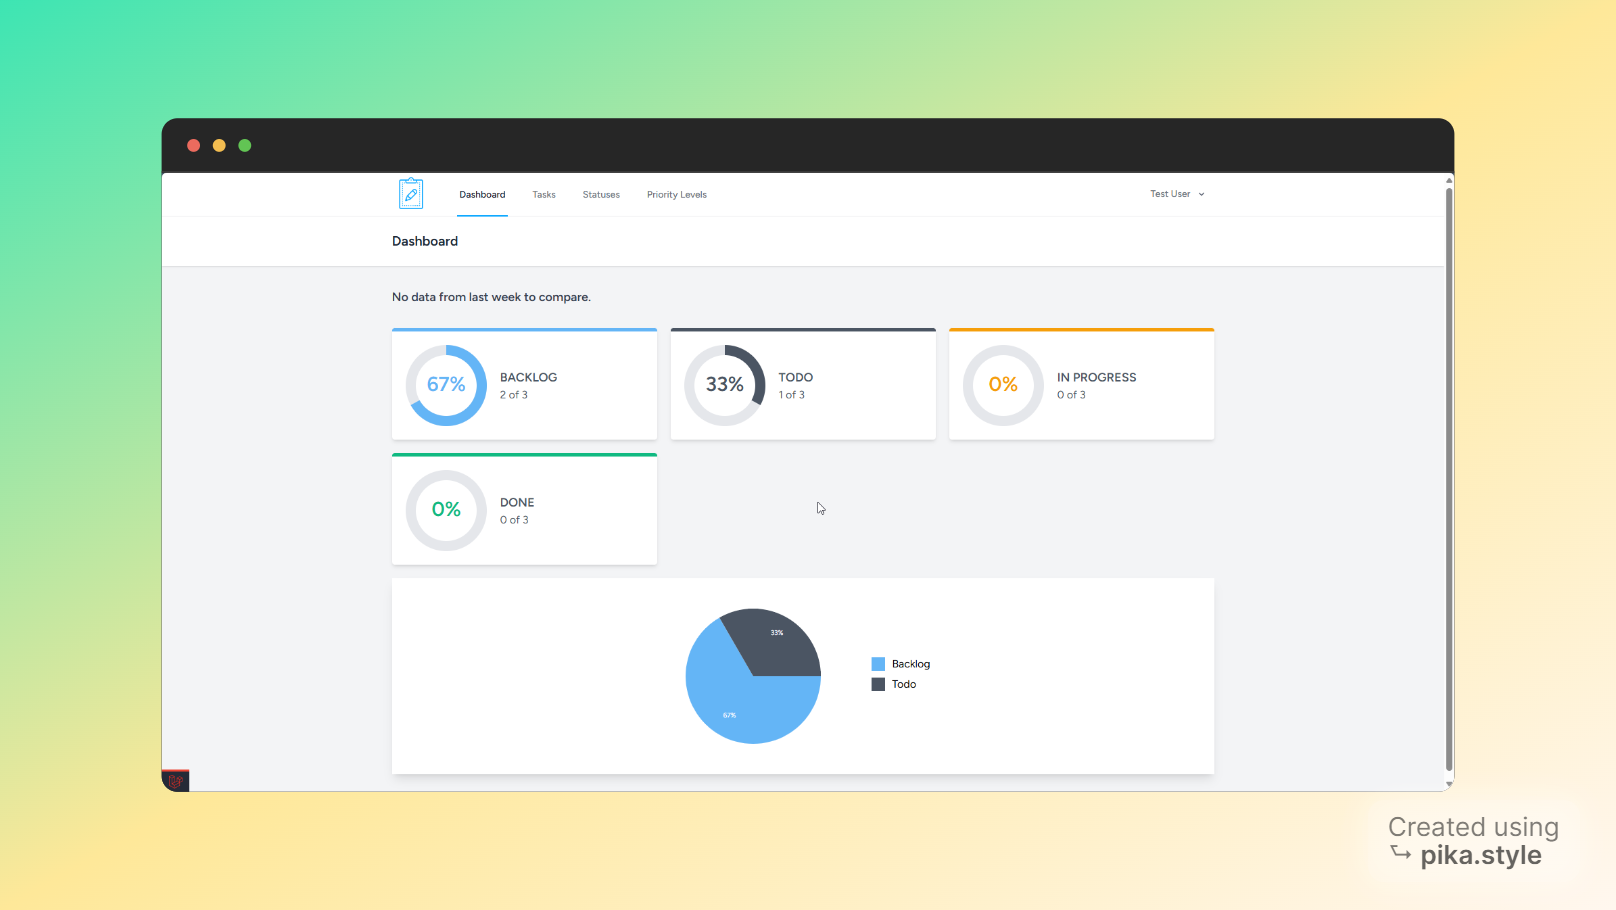 Dashboard
Tasks
Statuses
Priority Levels
Test User
Dashboard
No data from last week to compare.
67%
BACKLOG
2 of 3
33%
TODO
1 of 3
0%
IN PROGRESS
0 of 3
0%
DONE
0 of 3
33%
67%
Backlog
Todo
Created using
pika.style